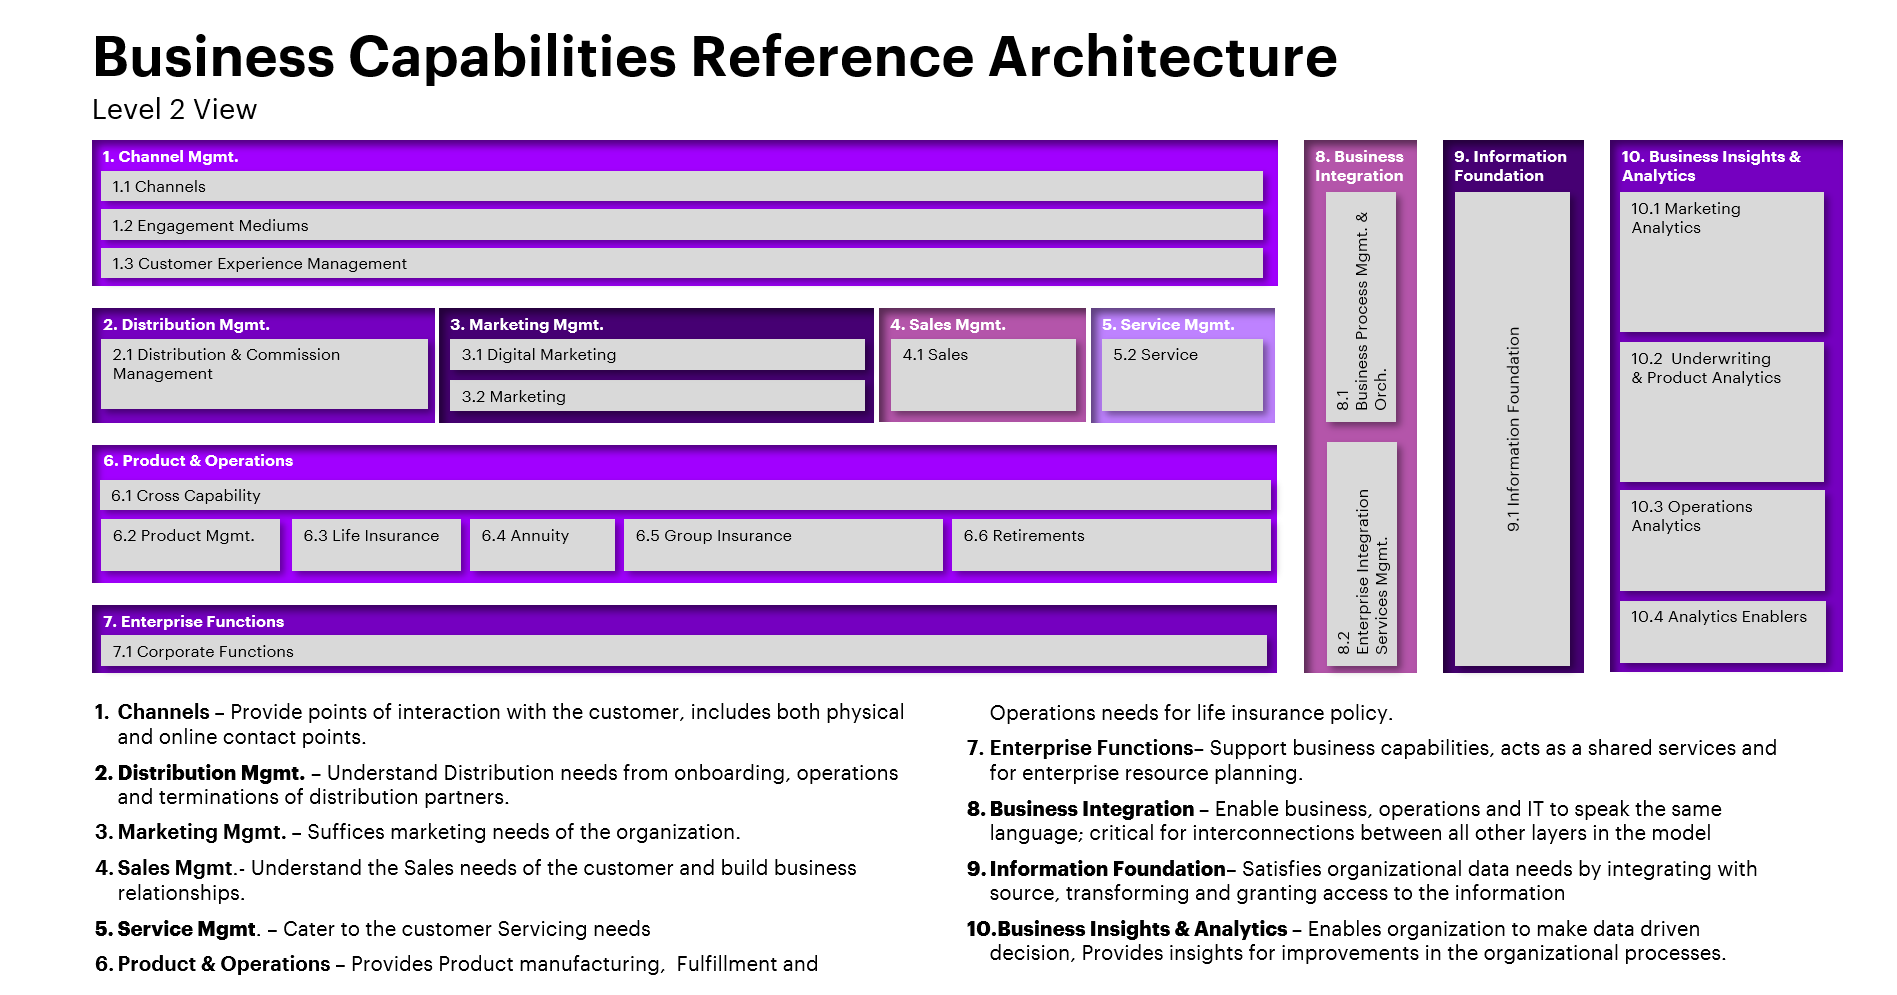 Business Capabilities Reference Architecture
Level 2 View
1. Channel Mgmt.
1.1 Channels
1.2 Engagement Mediums
1.3 Customer Experience Management
2. Distribution Mgmt.
2.1 Distribution & Commission
Management
3. Marketing Mgmt.
3.1 Digital Marketing
3.2 Marketing
4. Sales Mgmt.
4.1 Sales
5. Service Mgmt.
5.2 Service
6. Product & Operations
6.1 Cross Capability
6.2 Product Mgmt.
6.3 Life Insurance
6.4 Annuity
6.5 Group Insurance
6.6 Retirements
7. Enterprise Functions
7.1 Corporate Functions
8. Business
Integration
8.1
Business Process Mgmt. &
Orch.
8.2
Enterprise Integration
Services Mgmt.
9. Information
Foundation
9.1 Information Foundation
10. Business Insights &
Analytics
10.1 Marketing
Analytics
10.2  Underwriting
& Product Analytics
10.3 Operations
Analytics
10.4 Analytics Enablers
1. Channels – Provide points of interaction with the customer, includes both physical
and online contact points.
2. Distribution Mgmt. – Understand Distribution needs from onboarding, operations
and terminations of distribution partners.
3. Marketing Mgmt. – Suffices marketing needs of the organization.
4. Sales Mgmt.- Understand the Sales needs of the customer and build business
relationships.
5. Service Mgmt. – Cater to the customer Servicing needs
6. Product & Operations – Provides Product manufacturing,  Fulfillment and
Operations needs for life insurance policy.
7. Enterprise Functions– Support business capabilities, acts as a shared services and
for enterprise resource planning.
8. Business Integration – Enable business, operations and IT to speak the same
language; critical for interconnections between all other layers in the model
9. Information Foundation– Satisfies organizational data needs by integrating with
source, transforming and granting access to the information
10.Business Insights & Analytics – Enables organization to make data driven
decision, Provides insights for improvements in the organizational processes.